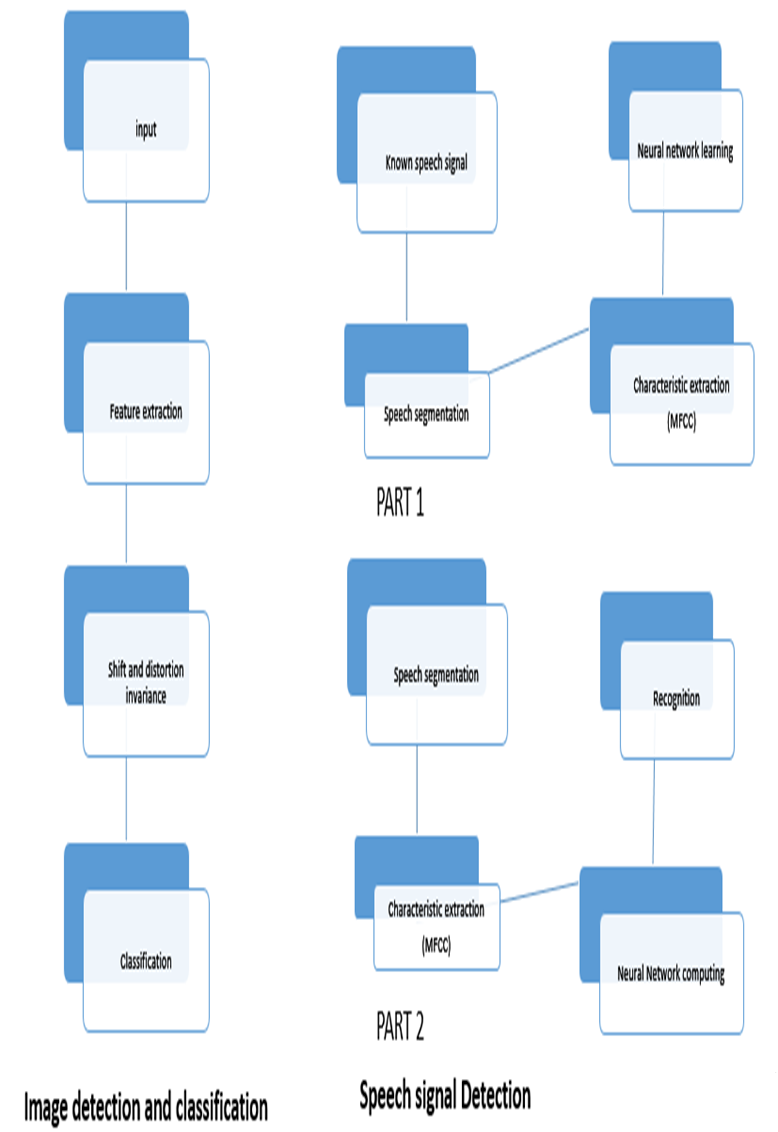 input
Feature extraction
Shift and distortion
invariance
Classification
Image detection and classification
Known speech signal
Speech segmentation
Neural network learning
Characteristic extraction
(MFCC)
PART 1
Speech segmentation
Characteristic extraction
(MFCC)
Recognition
Neural Network computing
PART 2
Speech signal Detection